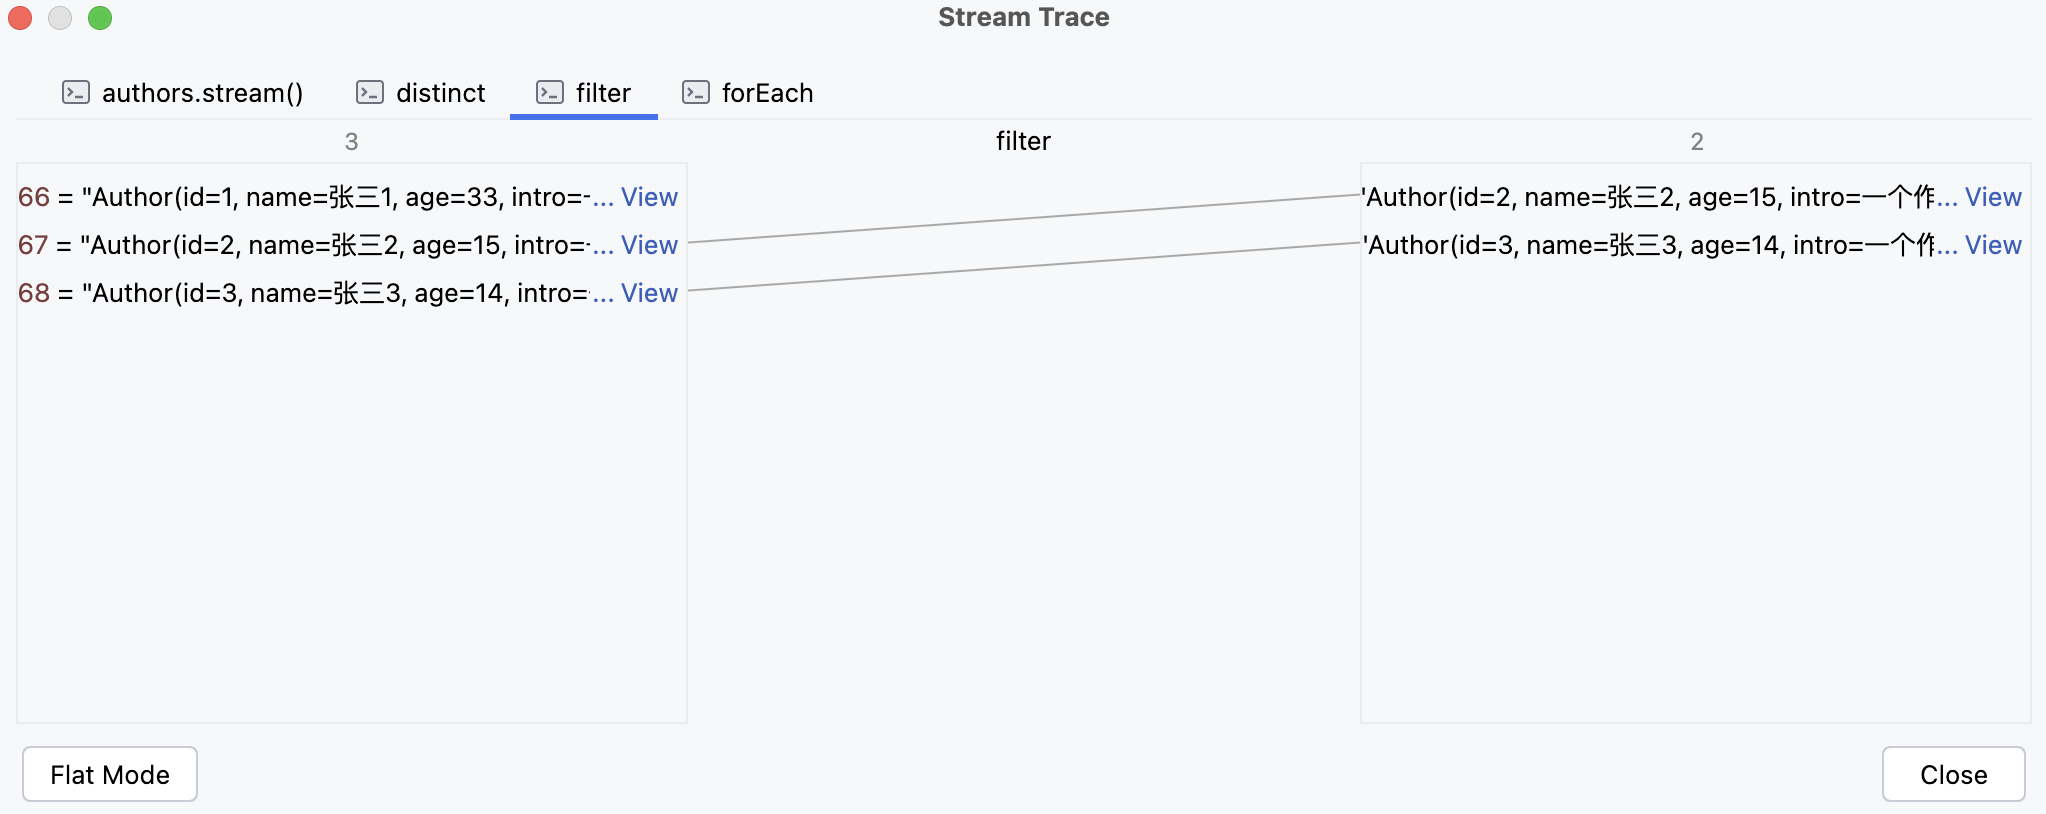 Stream Trace
authors.stream() distinct filter forEach
3 filter 2
66 = "Author(id=1, name=张三1, age=33, intro=-... View
67 = "Author(id=2, name=张三2, age=15, intro=-... View
68 = "Author(id=3, name=张三3, age=14, intro=-... View
'Author(id=2, name=张三2, age=15, intro=一个作... View
'Author(id=3, name=张三3, age=14, intro=一个作... View
Flat Mode Close